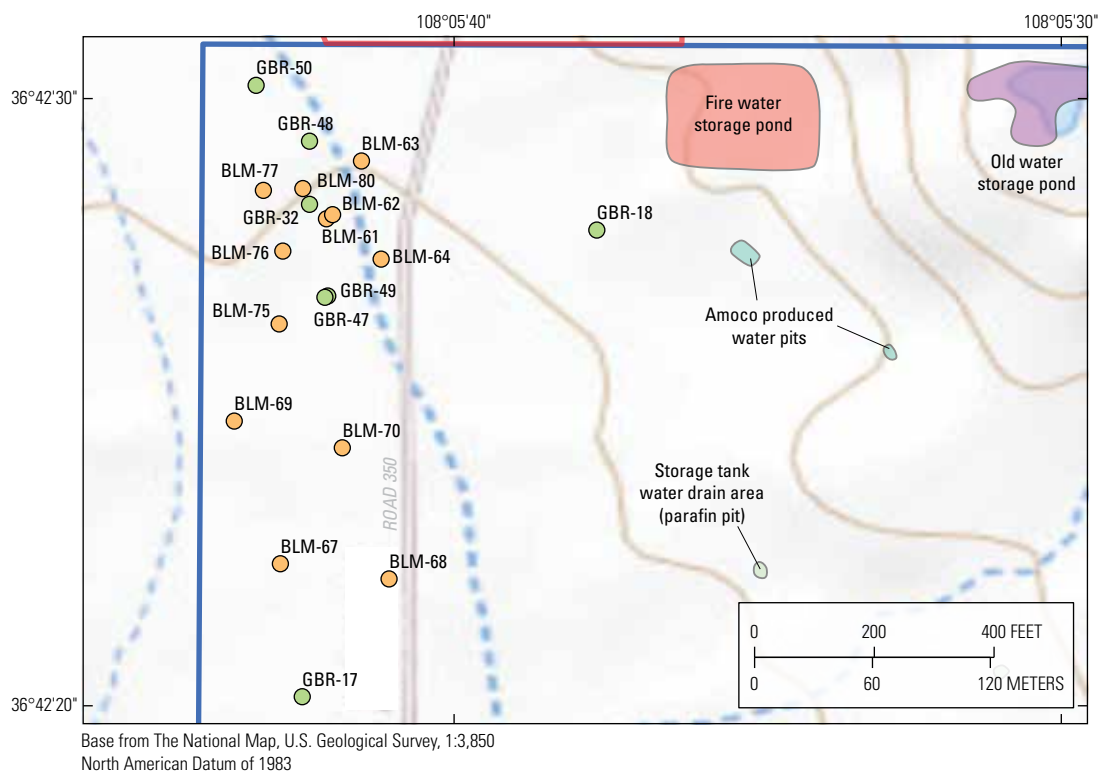 108°05'40"
108°05'30"
36°42'30"
GBR-50
GBR-48
BLM-63
BLM-77
BLM-80
BLM-62
GBR-32
BLM-61
BLM-76
BLM-64
GBR-18
GBR-49
GBR-47
BLM-75
BLM-69
BLM-70
ROAD 350
BLM-67
BLM-68
GBR-17
Fire water
storage pond
Old water
storage pond
Amoco produced
water pits
Storage tank
water drain area
(parafin pit)
0 200 400 FEET
0 60 120 METERS
36°42'20"
Base from The National Map, U.S. Geological Survey, 1:3,850
North American Datum of 1983